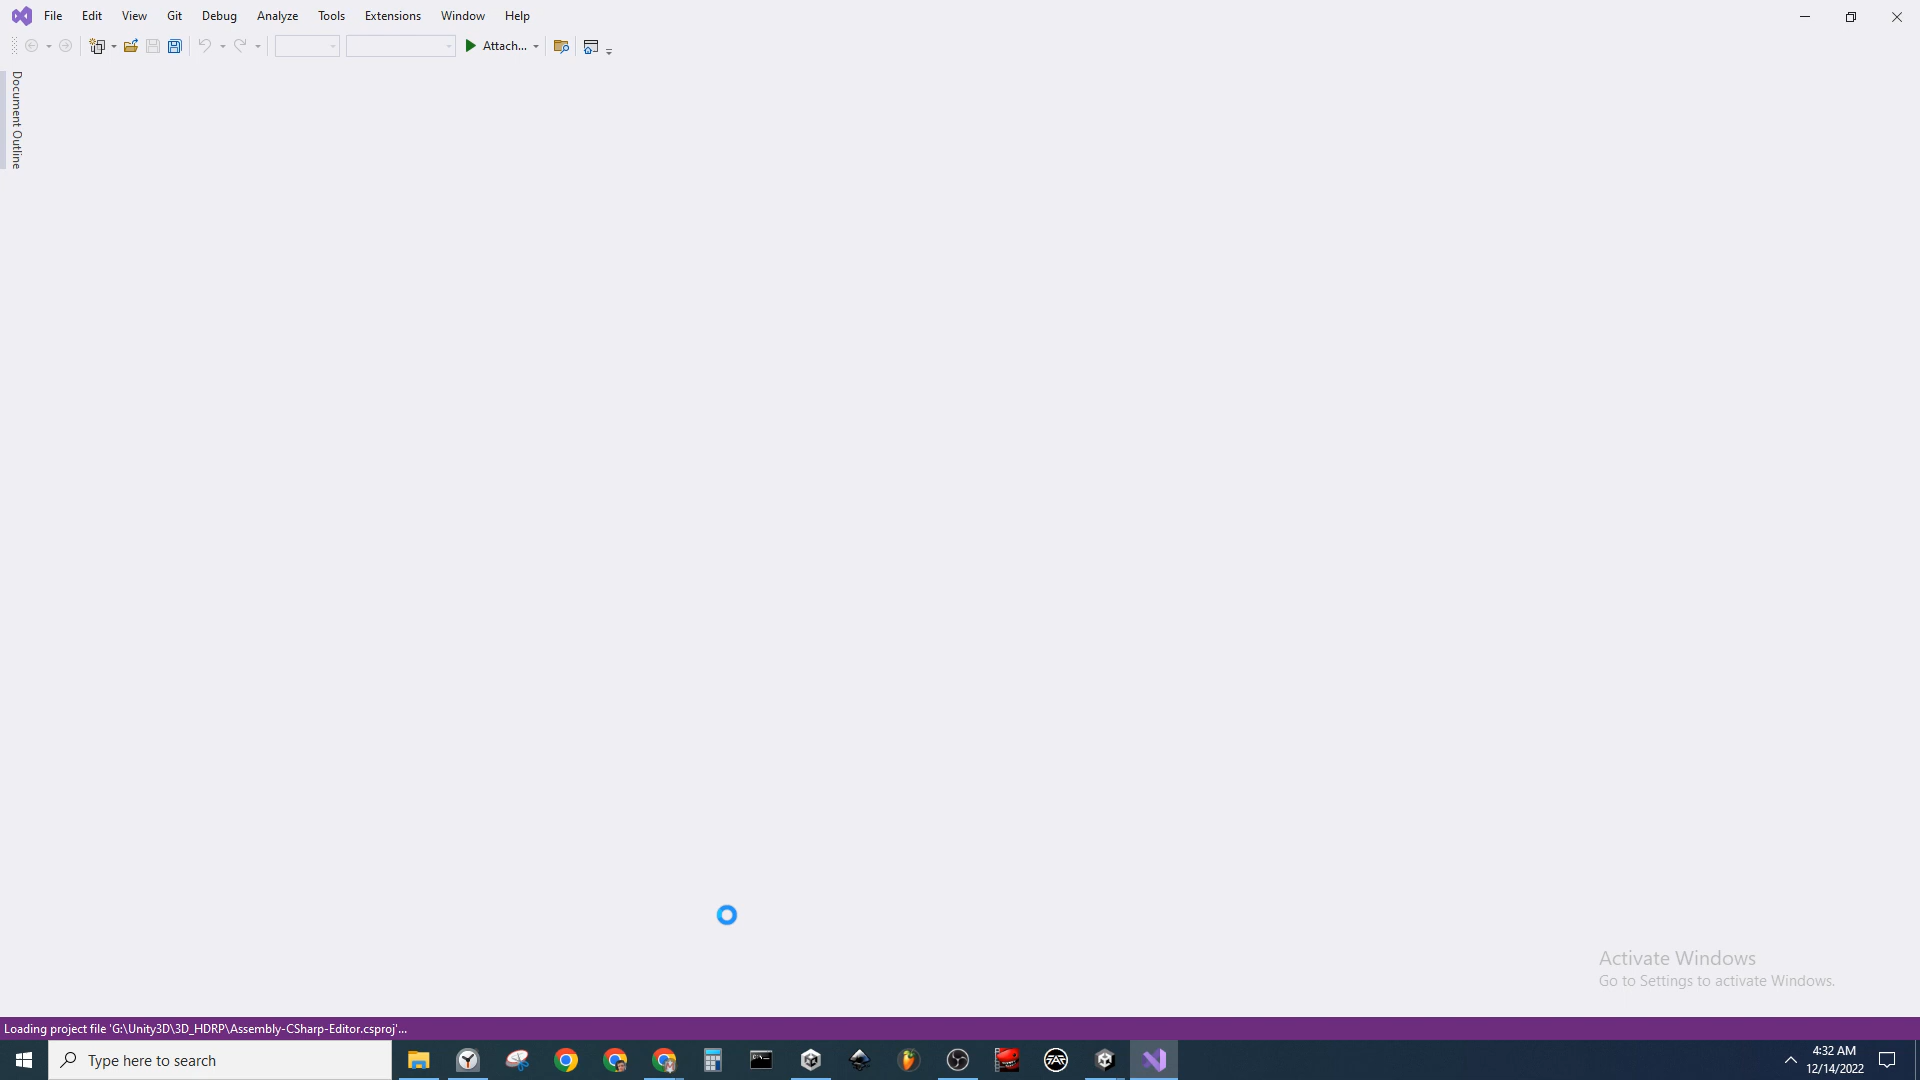 File Edit View Git Debug Analyze Tools Extensions Window Help
Attach...
Document Outline
Activate Windows
Go to Settings to activate Windows.
Loading project file 'G:\Unity3D\3D_HDRP\Assembly-CSharp-Editor.csproj'...
Type here to search
4:32 AM
12/14/2022